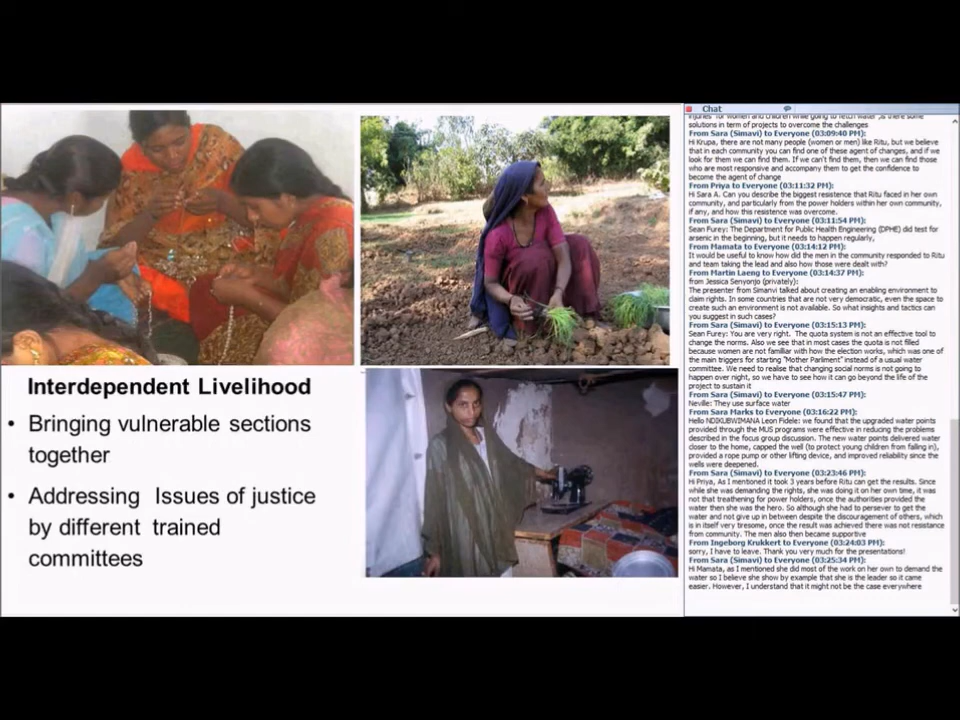 Interdependent Livelihood
• Bringing vulnerable sections
together
• Addressing Issues of justice
by different trained
committees
Chat
injuries for women and children while going to fetch water ,is there some
solutions in term of projects to overcome the challenges
From Sara (Simavi) to Everyone (03:09:40 PM):
Hi Krupa, there are not many people (women or men) like Ritu, but we believe
that in each community you can find one of these agent of changes, and if we
look for them we can find them. If we can't find them, then we can find those
who are most responsive and accompany them to get the confidence to
become the agent of change
From Priya to Everyone (03:11:32 PM):
Hi Sara A. Can you describe the biggest resistance that Ritu faced in her own
community, and particularly from the power holders within her own community,
if any, and how this resistance was overcome.
From Sara (Simavi) to Everyone (03:11:54 PM):
Sean Furey: The Department for Public Health Engineering (DPHE) did test for
arsenic in the beginning, but it needs to happen regularly,
From Mamata to Everyone (03:14:12 PM):
It would be useful to know how did the men in the community responded to Ritu
and team taking the lead and also how those were dealt with?
From Martin Laeng to Everyone (03:14:37 PM):
from Jessica Senyonjo (privately):
The presenter from Simanvi talked about creating an enabling environment to
claim rights. In some countries that are not very democratic, even the space to
create such an environment is not available. So what insights and tactics can
you suggest in such cases?
From Sara (Simavi) to Everyone (03:15:13 PM):
Sean Furey: You are very right. The quota system is not an effective tool to
change the norms. Also we see that in most cases the quota is not filled
because women are not familiar with how the election works, which was one of
the main triggers for starting "Mother Parliment" instead of a usual water
committee. We need to realise that changing social norms is not going to
happen over night, so we have to see how it can go beyond the life of the
project to sustain it
From Sara (Simavi) to Everyone (03:15:47 PM):
Neville: They use surface water
From Sara Marks to Everyone (03:16:22 PM):
Hello NDIKUBWIMANA Leon Fidele: we found that the upgraded water points
provided through the MUS programs were effective in reducing the problems
described in the focus group discussion. The new water points delivered water
closer to the home, capped the well (to protect young children from falling in),
provided a rope pump or other lifting device, and improved reliability since the
wells were deepened.
From Sara (Simavi) to Everyone (03:23:46 PM):
Hi Priya, As I mentioned it took 3 years before Ritu can get the results. Since
while she was demanding the rights, she was doing it on her own time, it was
not that treathening for power holders, once the authorities provided the
water then she was the hero. So although she had to persever to get the
water and not give up in between despite the discouragement of others, which
is in itself very tresome, once the result was achieved there was not resistance
from community. The men also then became supportive
From Ingeborg Krukkert to Everyone (03:24:03 PM):
sorry, I have to leave. Thank you very much for the presentations!
From Sara (Simavi) to Everyone (03:25:34 PM):
Hi Mamata, as I mentioned she did most of the work on her own to demand the
water so I believe she show by example that she is the leader so it came
easier. However, I understand that it might not be the case everywhere